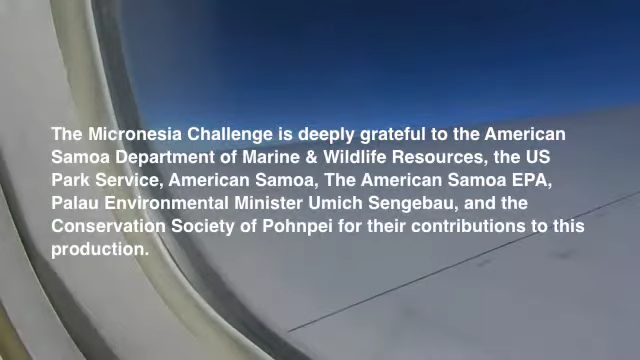 The Micronesia Challenge is deeply grateful to the American
Samoa Department of Marine & Wildlife Resources, the US
Park Service, American Samoa, The American Samoa EPA,
Palau Environmental Minister Umich Sengebau, and the
Conservation Society of Pohnpei for their contributions to this
production.